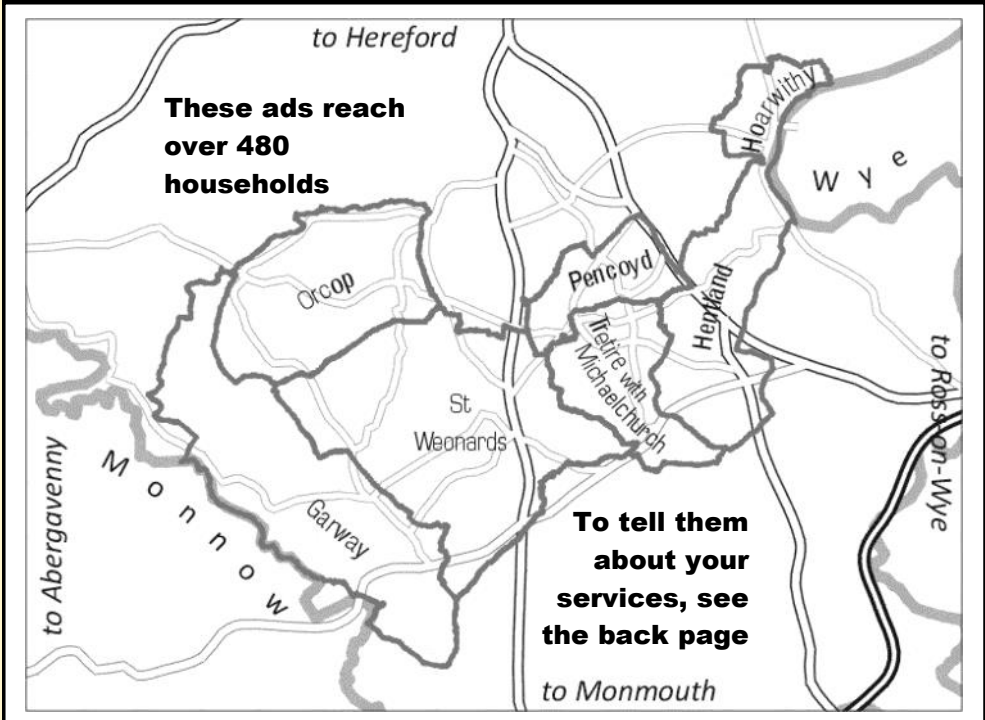 to Hereford
These ads reach
over 480
households
Hoarwithy
Wye
Orcop
Pencoyd
Hentland
Tretire with
Michaelchurch
St
Weonards
to Ross-on-Wye
to Abergavenny
Monnow
Garway
To tell them
about your
services, see
the back page
to Monmouth